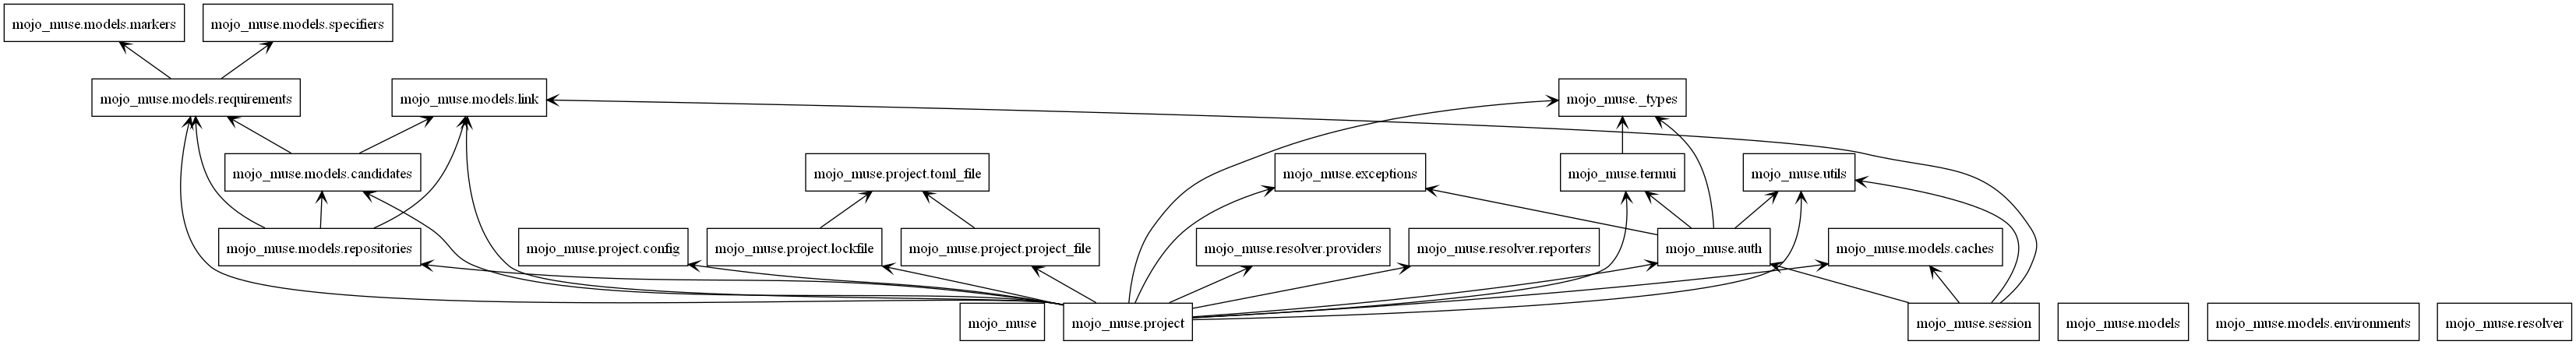 mojo_muse.models.markers
mojo_muse.models.specifiers
mojo_muse.models.requirements
mojo_muse.models.link
mojo_muse._types
mojo_muse.models.candidates
mojo_muse.project.toml_file
mojo_muse.exceptions
mojo_muse.termui
mojo_muse.utils
mojo_muse.models.repositories
mojo_muse.project.config
mojo_muse.project.lockfile
mojo_muse.project.project_file
mojo_muse.resolver.providers
mojo_muse.resolver.reporters
mojo_muse.auth
mojo_muse.models.caches
mojo_muse
mojo_muse.project
mojo_muse.session
mojo_muse.models
mojo_muse.models.environments
mojo_muse.resolver